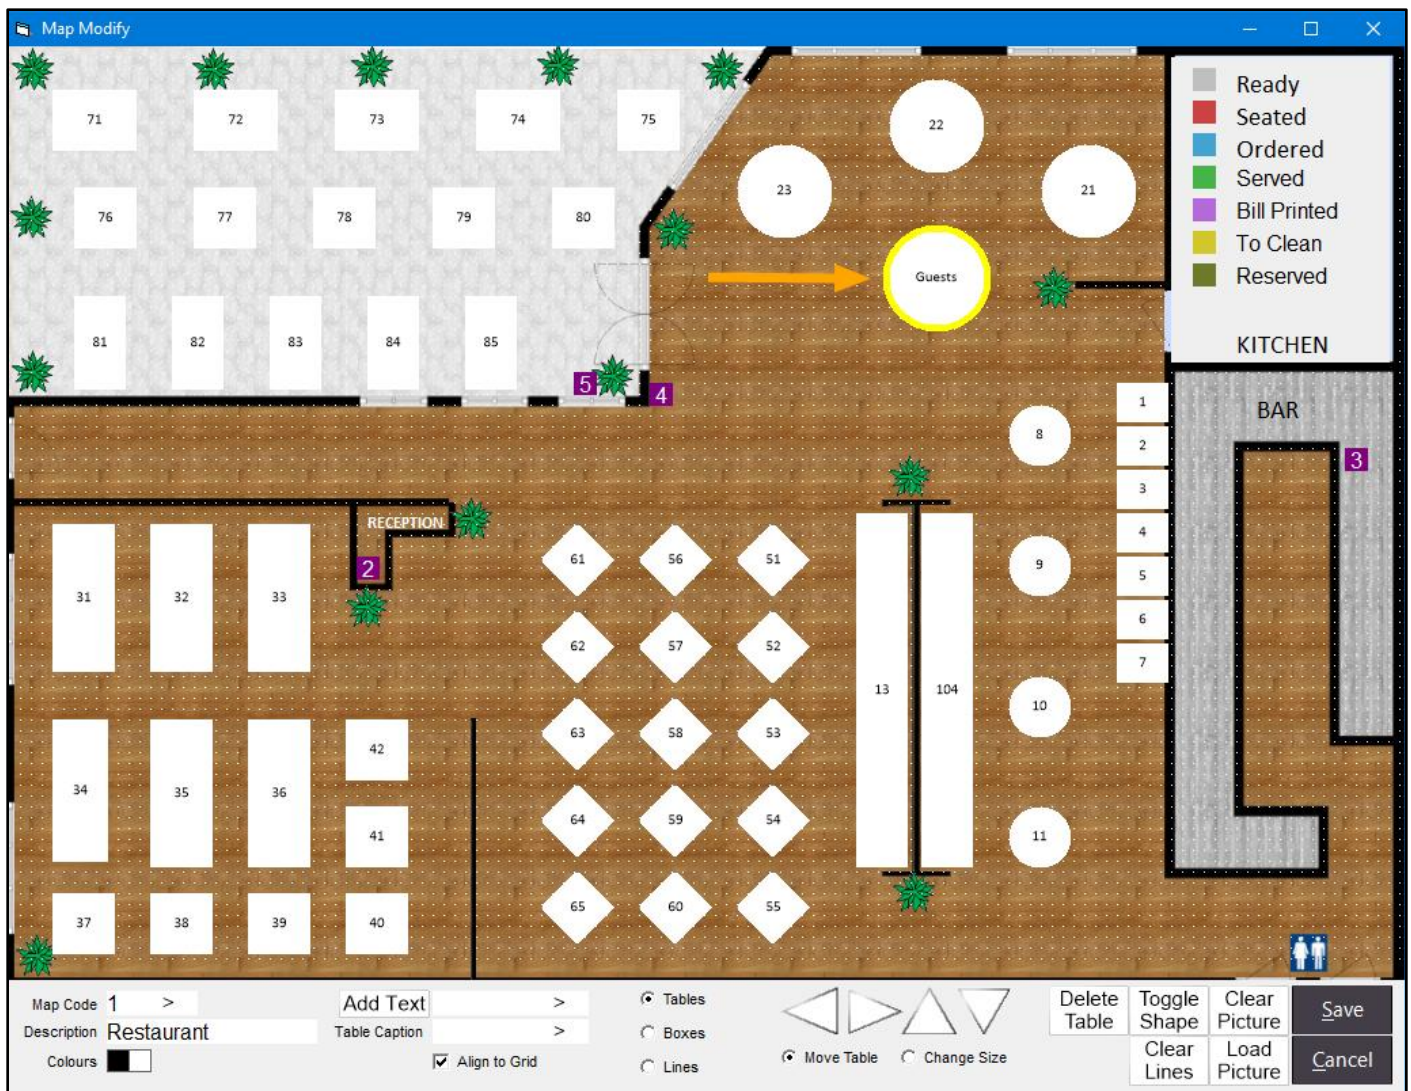 Map Modify
71
72
73
74
75
22
23
21
76
77
78
79
80
Guests
81
82
83
84
85
5
4
Ready
Seated
Ordered
Served
Bill Printed
To Clean
Reserved
KITCHEN
BAR
3
1
2
3
4
5
6
7
8
9
10
11
RECEPTION
2
31
32
33
34
35
36
42
41
37
38
39
40
61
56
51
62
57
52
63
58
53
64
59
54
65
60
55
13
104
Map Code 1 >
Description Restaurant
Colours
Add Text >
Table Caption >
Align to Grid
Tables
Boxes
Lines
Move Table
Change Size
Delete Table
Toggle Shape
Clear Picture
Clear Lines
Load Picture
Save
Cancel